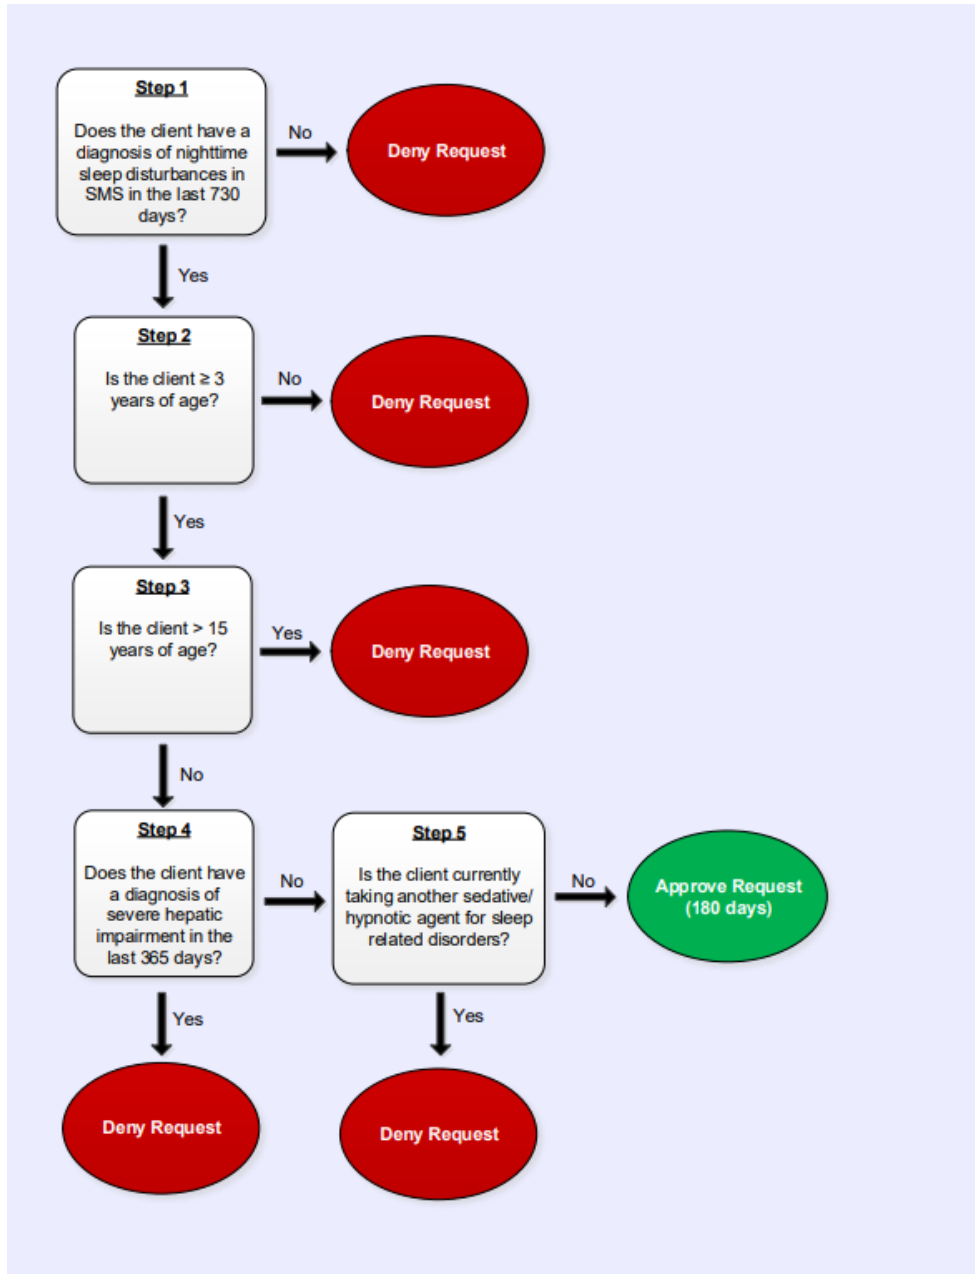 Step 1
Does the client have a
diagnosis of nighttime
sleep disturbances in
SMS in the last 730
days?
No
Deny Request
Yes
Step 2
Is the client ≥ 3
years of age?
No
Deny Request
Yes
Step 3
Is the client > 15
years of age?
Yes
Deny Request
No
Step 4
Does the client have
a diagnosis of
severe hepatic
impairment in the
last 365 days?
No
Step 5
Is the client currently
taking another sedative/
hypnotic agent for sleep
related disorders?
No
Approve Request
(180 days)
Yes
Deny Request
Yes
Deny Request